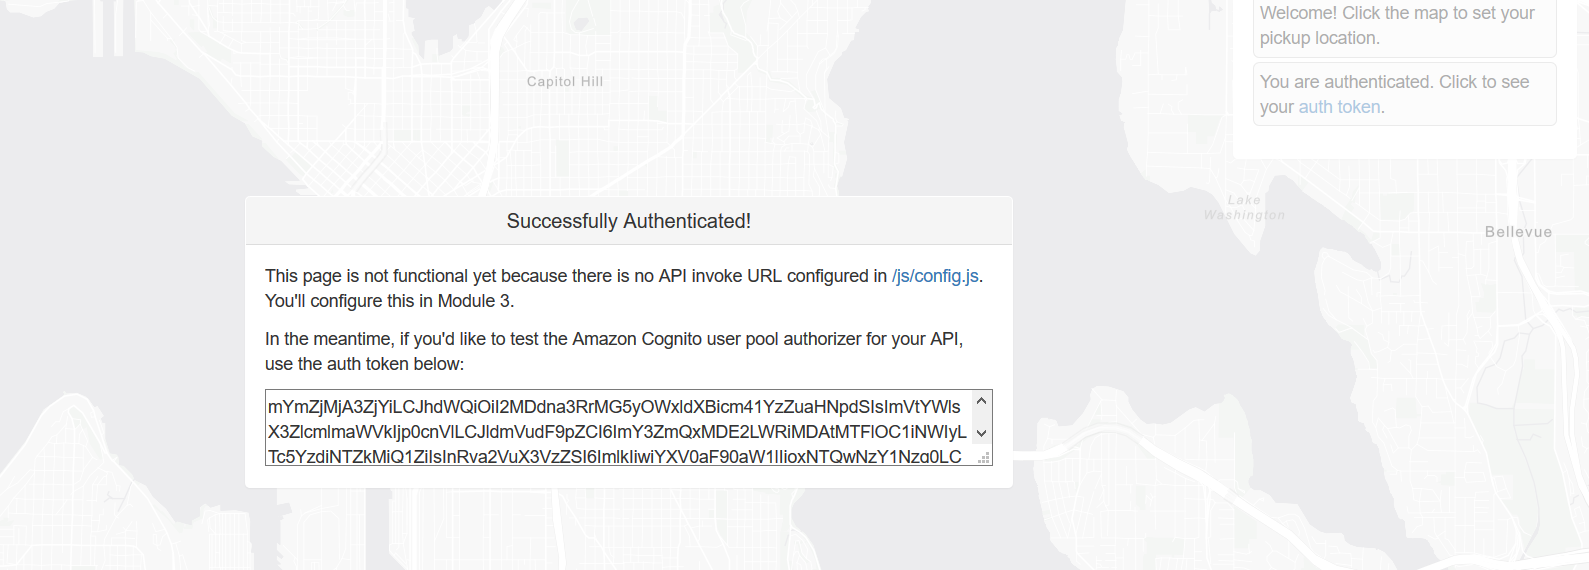 Welcome! Click the map to set your
pickup location.
You are authenticated. Click to see
your auth token.
Capitol Hill
Lake
Washington
Bellevue
Successfully Authenticated!
This page is not functional yet because there is no API invoke URL configured in /js/config.js.
You'll configure this in Module 3.
In the meantime, if you'd like to test the Amazon Cognito user pool authorizer for your API,
use the auth token below:
mYmZjMjA3ZjYiLCJhdWQiOiI2MDdna3RrMG5yOWxldXBicm41YzZuaHNpdSIsImVtYWls
X3ZlcmlmaWVkIjp0cnVlLCJldmVudF9pZCI6ImY3ZmQxMDE2LWRiMDAtMTFlOC1iNWIyL
Tc5YzdiNTZkMjQ1ZiIsInRva2VuX3VzZSI6ImlkIiwiYXV0aF90aW1lIjoxNTQwNzY1Nzg0LC